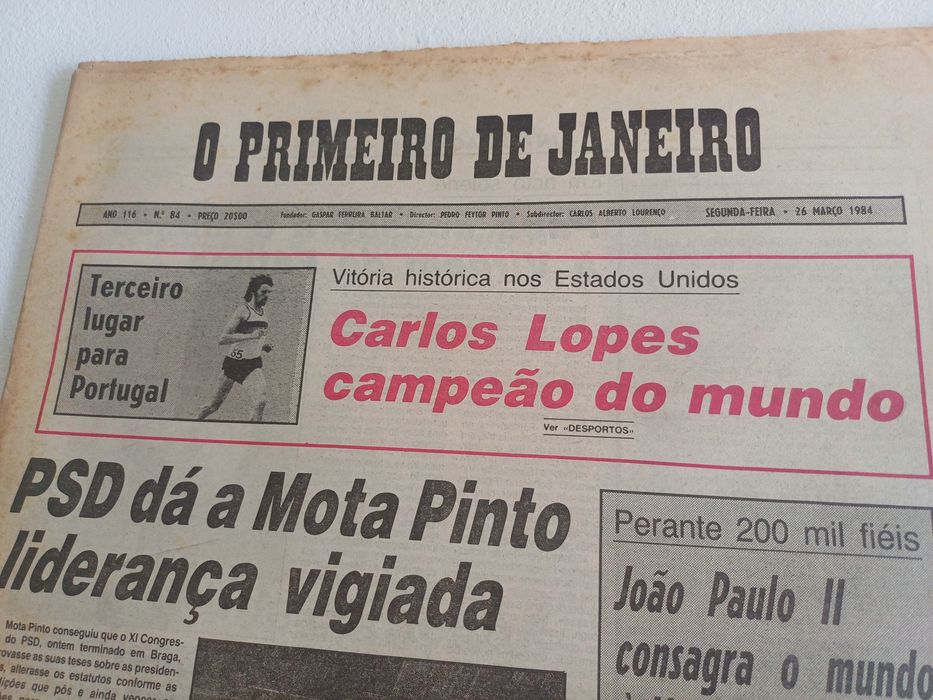 O PRIMEIRO DE JANEIRO
ANO 116 • N.º 84 • PREÇO 20$00 Fundador: GASPAR FERREIRA BALTAR • Director: PEDRO FEYTOR PINTO • Subdirector: CARLOS ALBERTO LOURENÇO SEGUNDA-FEIRA • 26 MARÇO 1984
Terceiro
lugar
para
Portugal
65
Vitória histórica nos Estados Unidos
Carlos Lopes
campeão do mundo
Ver «DESPORTOS»
PSD dá a Mota Pinto
liderança vigiada
Mota Pinto conseguiu que o XI Congres-
do PSD, ontem terminado em Braga,
rovasse as suas teses sobre as presiden-
s, alterasse os estatutos conforme as
dições que pôs e ainda
Perante 200 mil fiéis
João Paulo II
consagra o mundo